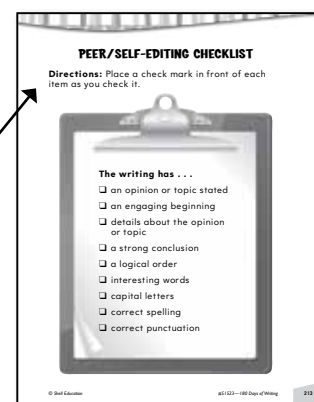 PEER/SELF-EDITING CHECKLIST
Directions: Place a check mark in front of each
item as you check it.
The writing has . . .
❏ an opinion or topic stated
❏ an engaging beginning
❏ details about the opinion
or topic
❏ a strong conclusion
❏ a logical order
❏ interesting words
❏ capital letters
❏ correct spelling
❏ correct punctuation
© Shell Education
#51523—180 Days of Writing
213